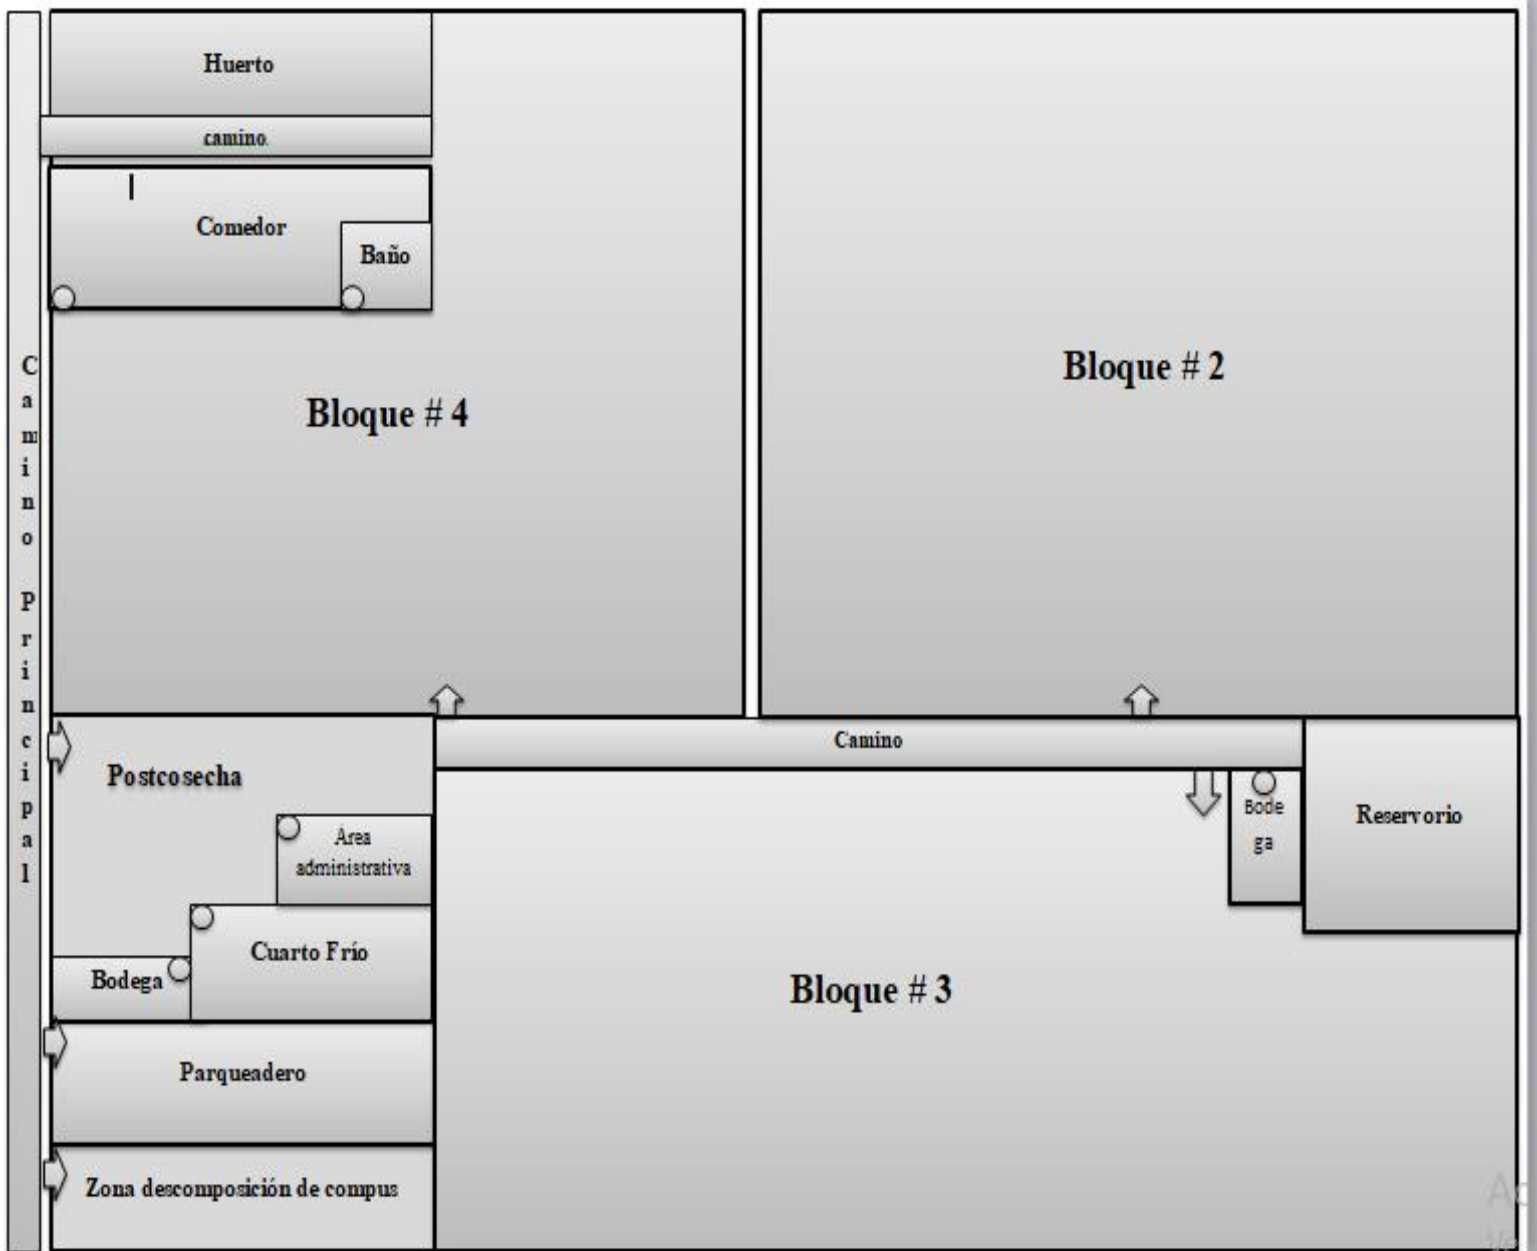 Huerto
camino.
Comedor
Baño
Bloque # 4
Bloque # 2
Camino Principal
Camino
Postcosecha
Área
administrativa
Bode
ga
Reservorio
Cuarto Frío
Bodega
Bloque # 3
Parqueadero
Zona descomposición de compus